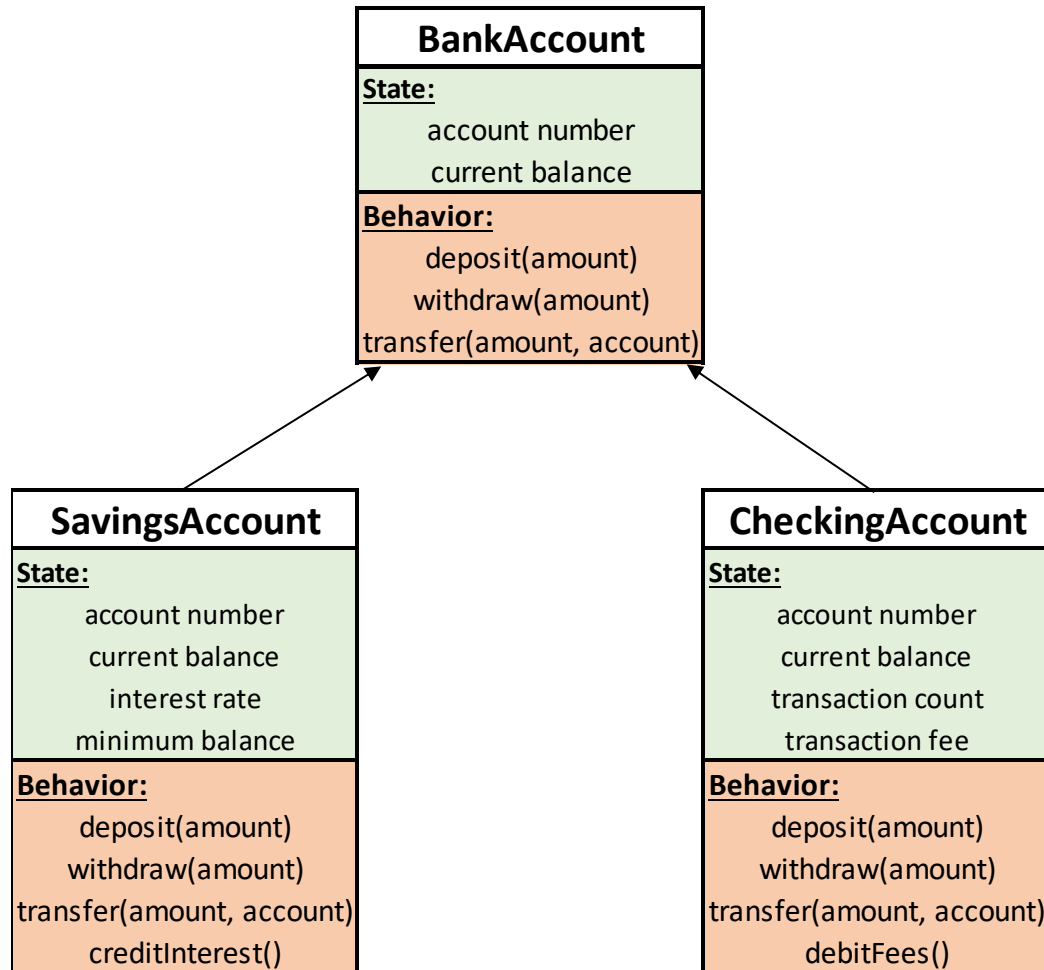 BankAccount
State:
account number
current balance
Behavior:
deposit(amount)
withdraw(amount)
transfer(amount, account)
SavingsAccount
State:
account number
current balance
interest rate
minimum balance
Behavior:
deposit(amount)
withdraw(amount)
transfer(amount, account)
creditInterest()
CheckingAccount
State:
account number
current balance
transaction count
transaction fee
Behavior:
deposit(amount)
withdraw(amount)
transfer(amount, account)
debitFees()